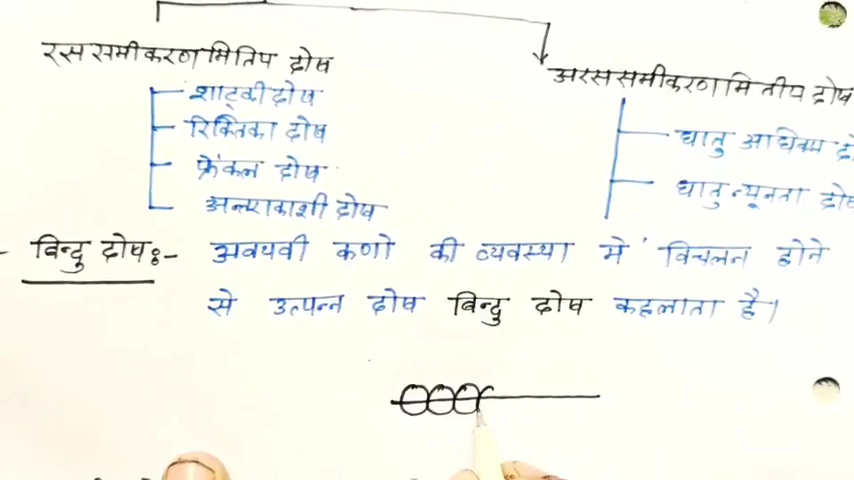 रससमीकरणमितिय दोष
अरससमीकरणमितीय दोष
शाट्की दोष
रिक्तिका दोष
फ्रेंकल दोष
अन्तराकाशी दोष
धातु आधिक्य
धातु न्यूनता दोष
बिन्दु दोष:- अवयवी कणो की व्यवस्था में विचलन होने
से उत्पन्न दोष बिन्दु दोष कहलाता है।